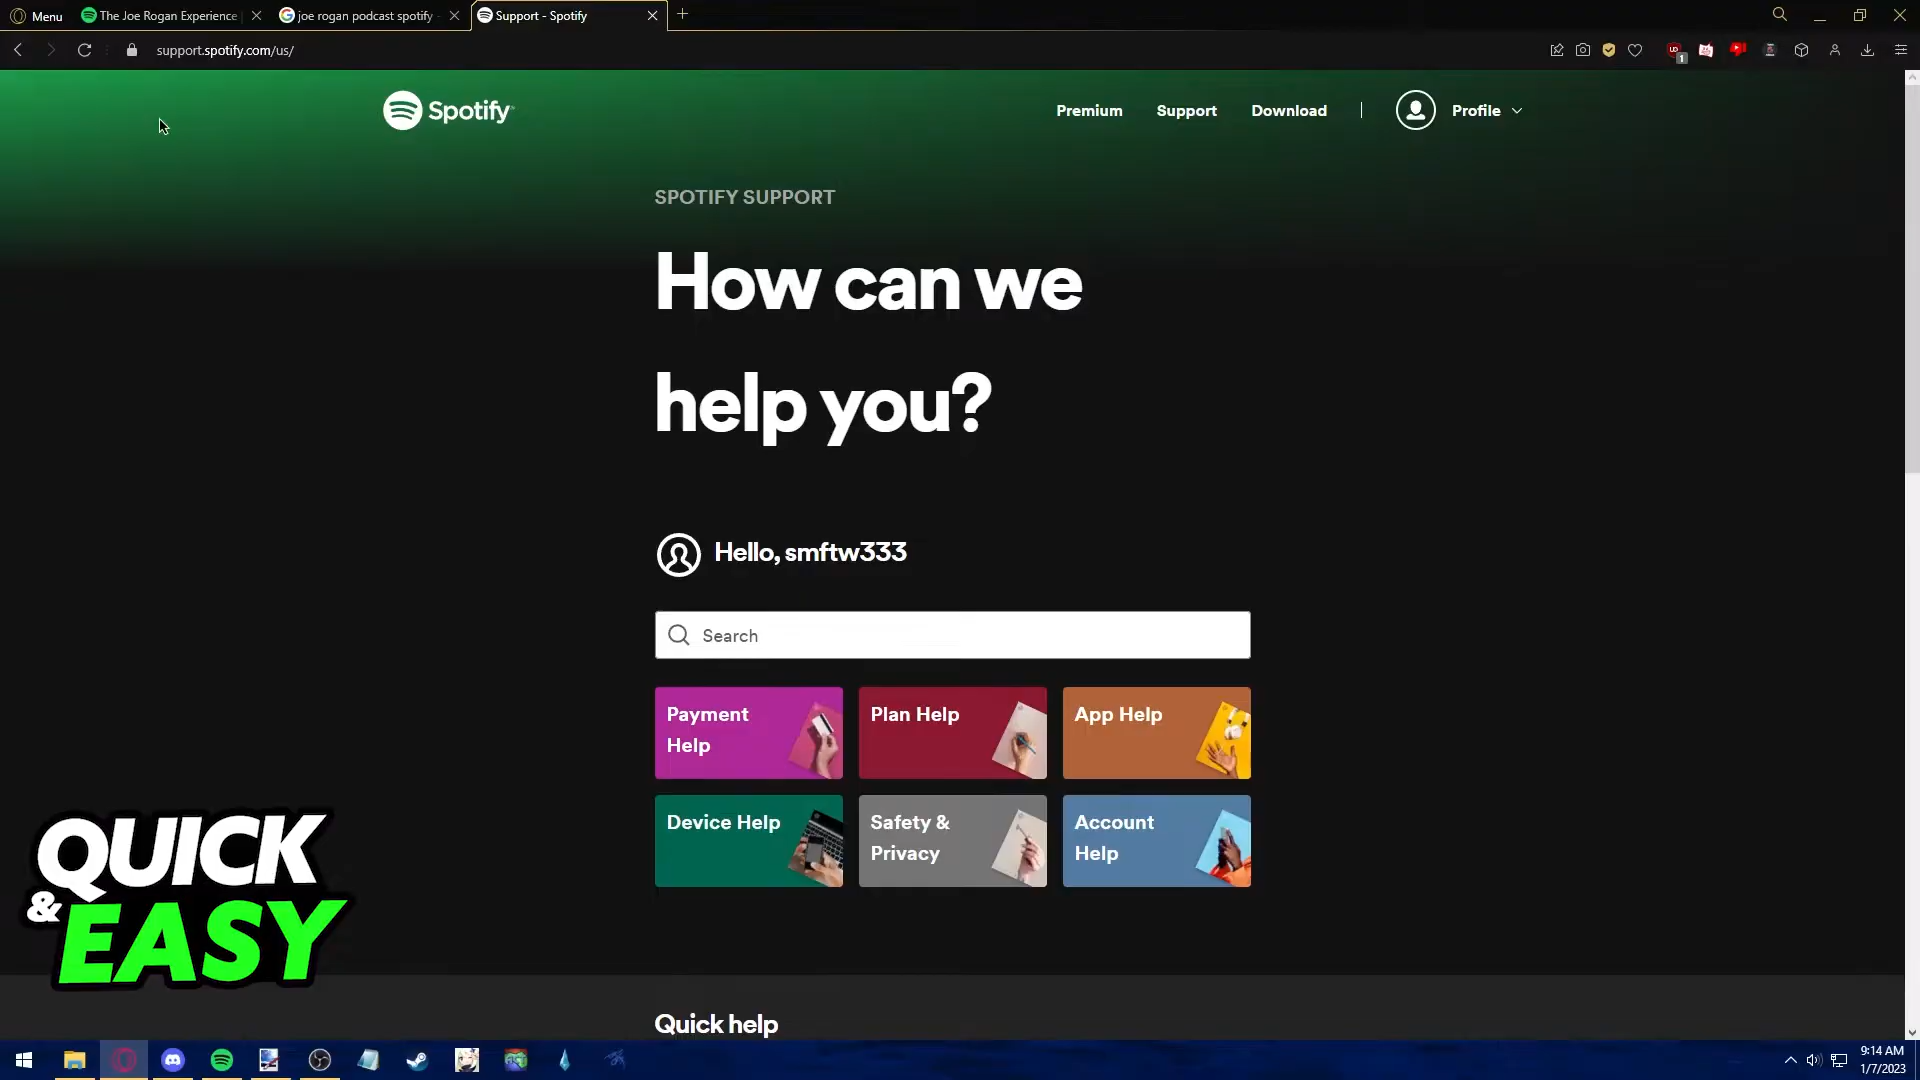 Menu
The Joe Rogan Experience
joe rogan podcast spotify
Support - Spotify
support.spotify.com/us/
1
Spotify
Premium
Support
Download
Profile
SPOTIFY SUPPORT
How can we
help you?
Hello, smftw333
Search
Payment
Help
Plan Help
App Help
Device Help
Safety &
Privacy
Account
Help
QUICK
& EASY
Quick help
9:14 AM
1/7/2023